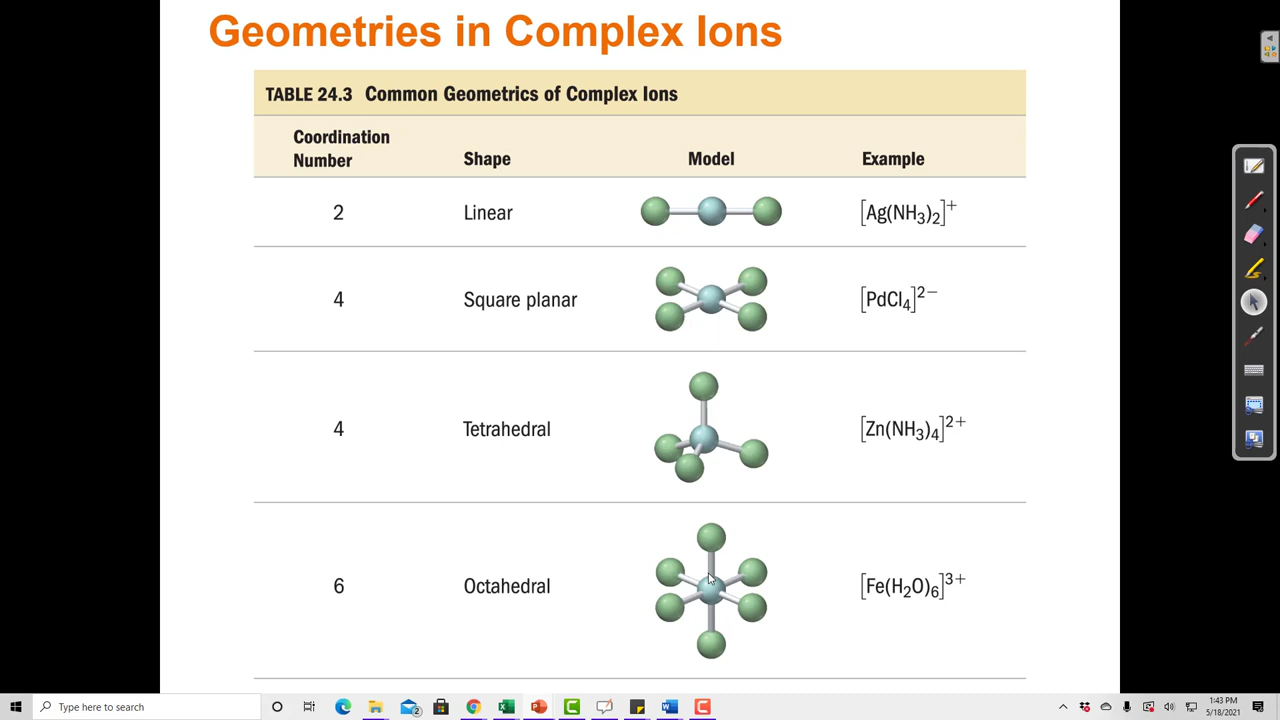 Geometries in Complex Ions
TABLE 24.3 Common Geometrics of Complex Ions
Coordination
Number
Shape
Model
Example
2
Linear
[Ag(NH₃)₂]⁺
4
Square planar
[PdCl₄]²⁻
4
Tetrahedral
[Zn(NH₃)₄]²⁺
6
Octahedral
[Fe(H₂O)₆]³⁺
Type here to search
2
1:43 PM
5/18/2021